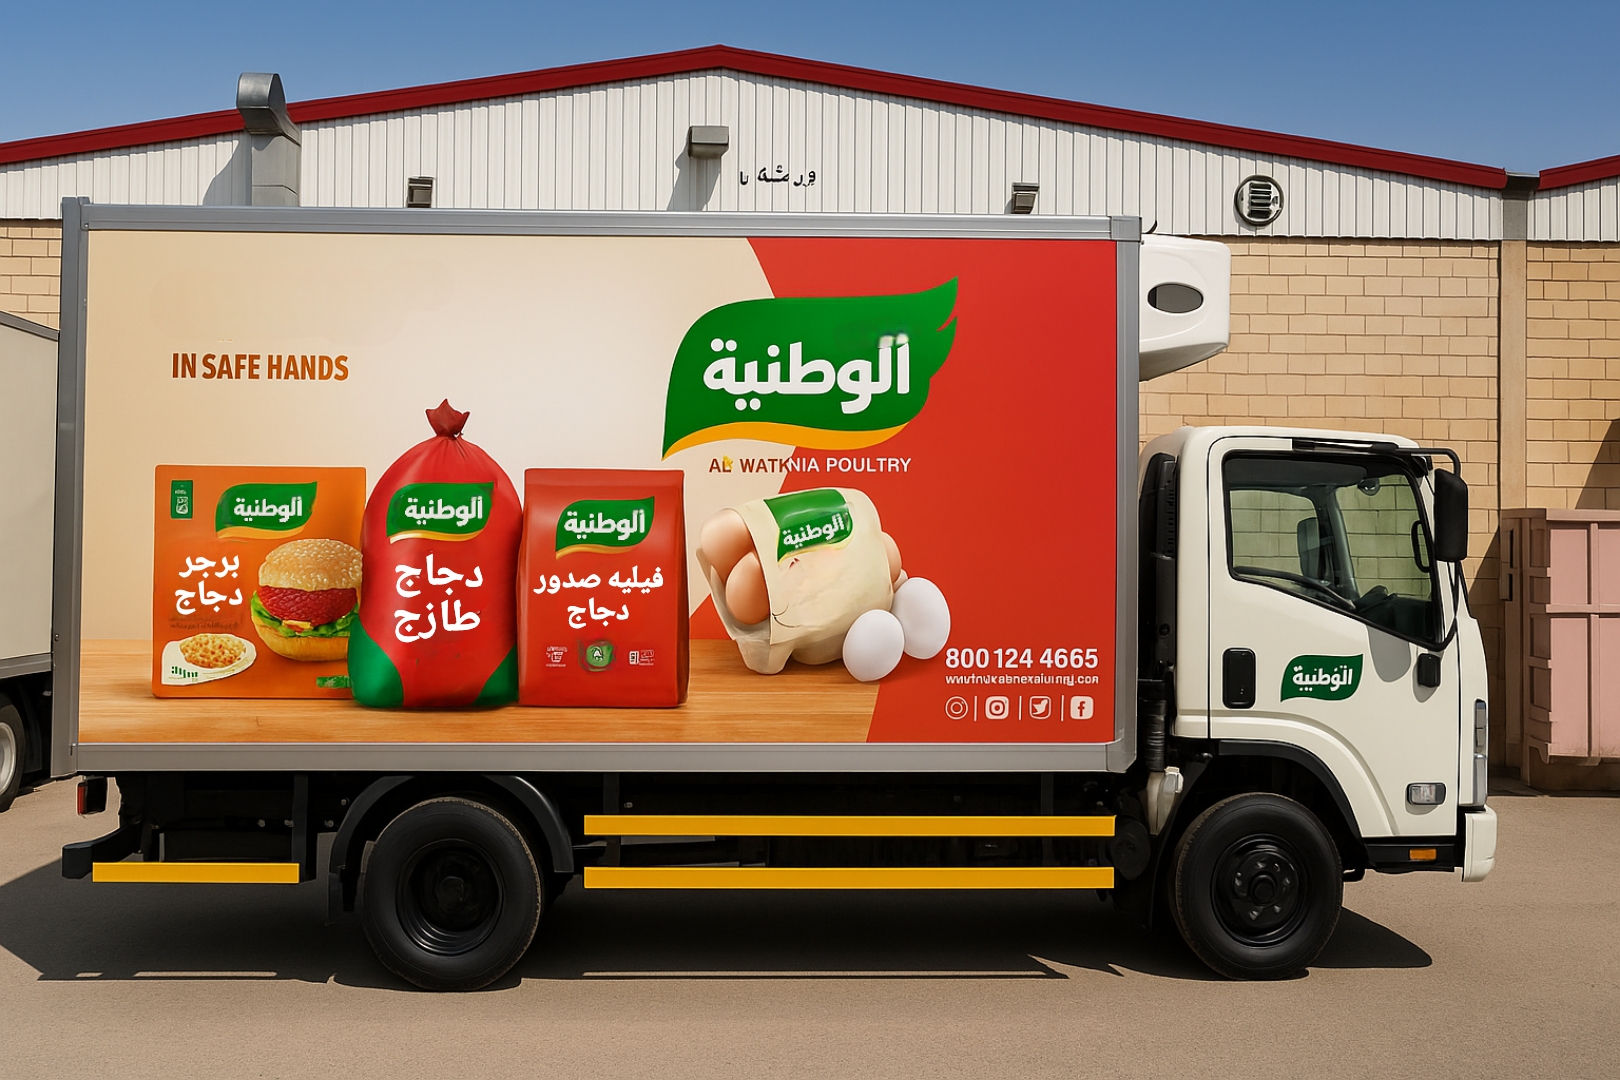 IN SAFE HANDS
الوطنية
AL WATKNIA POULTRY
الوطنية
برجر
دجاج
الوطنية
دجاج
طازج
الوطنية
فيليه صدور
دجاج
الوطنية
800 124 4665
الوطنية